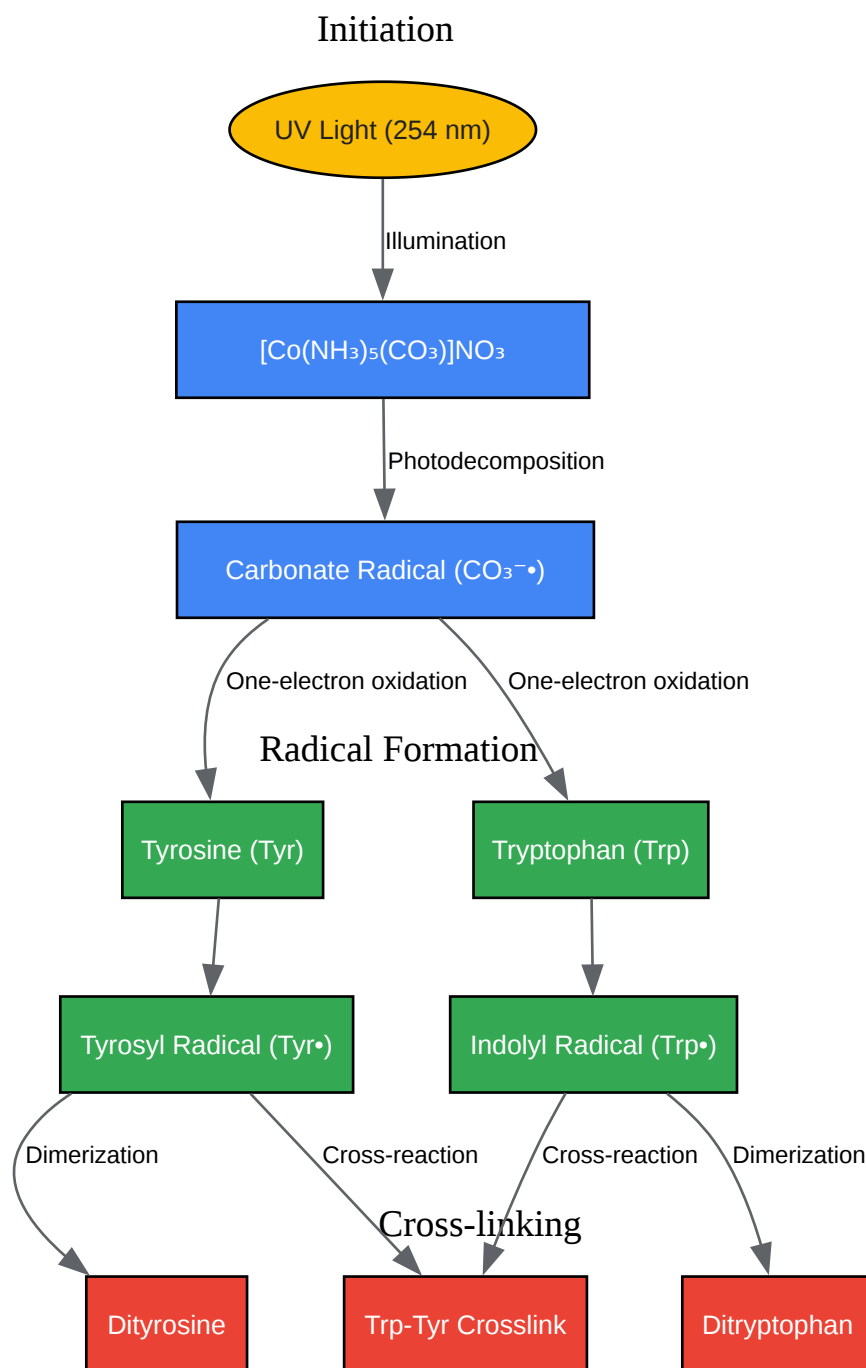 Initiation
UV Light (254 nm)
Illumination
[Co(NH₃)₅(CO₃)]NO₃
Photodecomposition
Carbonate Radical (CO₃⁻•)
One-electron oxidation
One-electron oxidation
Radical Formation
Tyrosine (Tyr)
Tryptophan (Trp)
Tyrosyl Radical (Tyr•)
Indolyl Radical (Trp•)
Dimerization
Cross-reaction
Cross-reaction
Dimerization
Cross-linking
Dityrosine
Trp-Tyr Crosslink
Ditryptophan